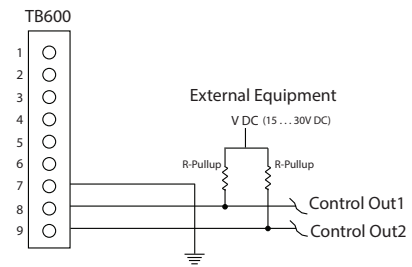 TB600
1
2
3
4
5
6
7
8
9
External Equipment
V DC (15 . . . 30V DC)
R-Pullup R-Pullup
Control Out1
Control Out2